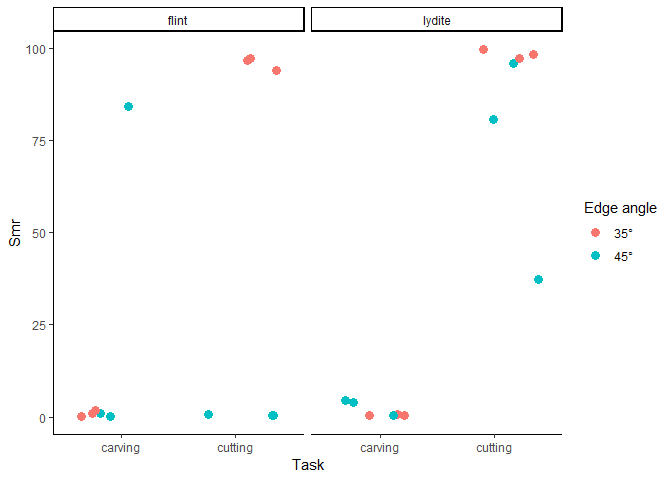 flint
lydite
100
75
50
25
0
Smr
carving
cutting
carving
cutting
Task
Edge angle
35°
45°